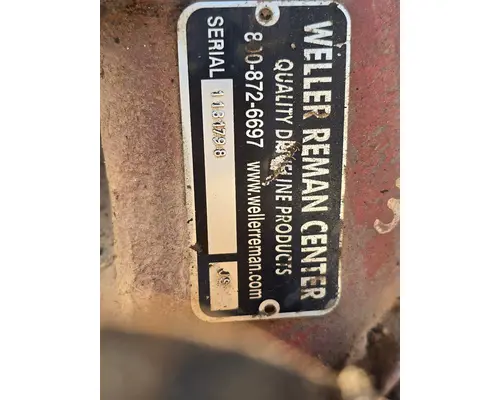 WELLER REMAN CENTER
QUALITY DRIVELINE PRODUCTS
800-872-6697 www.wellerreman.com
SERIAL